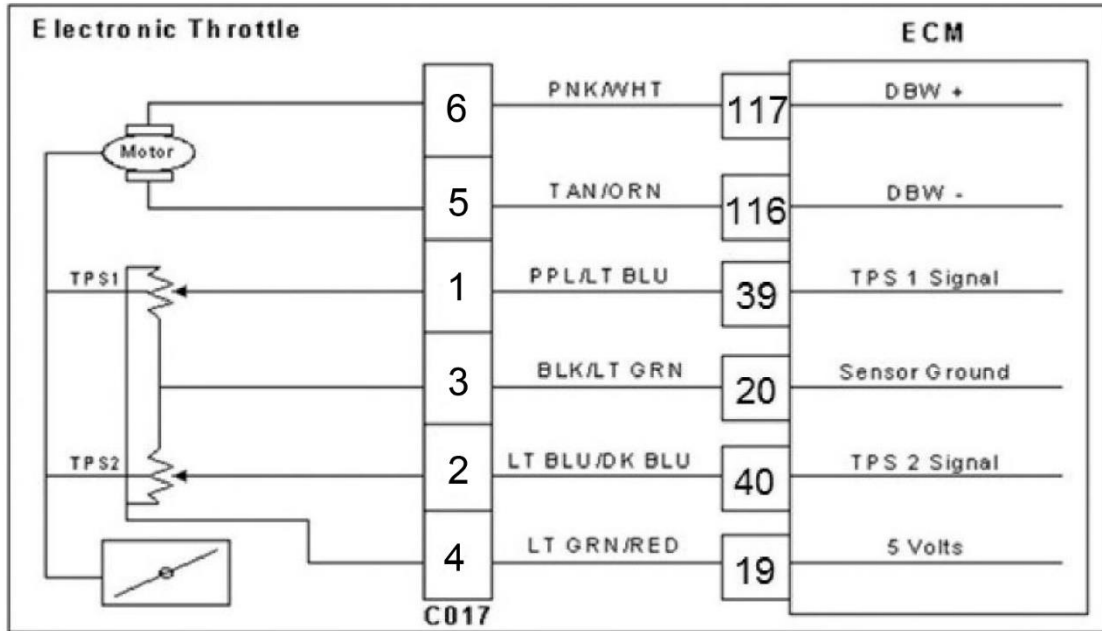 Electronic Throttle
ECM
6 PNK/WHT 117 DBW +
Motor
5 TAN/ORN 116 DBW -
TPS1 1 PPL/LT BLU 39 TPS 1 Signal
3 BLK/LT GRN 20 Sensor Ground
TPS2 2 LT BLU/DK BLU 40 TPS 2 Signal
4 LT GRN/RED 19 5 Volts
C017